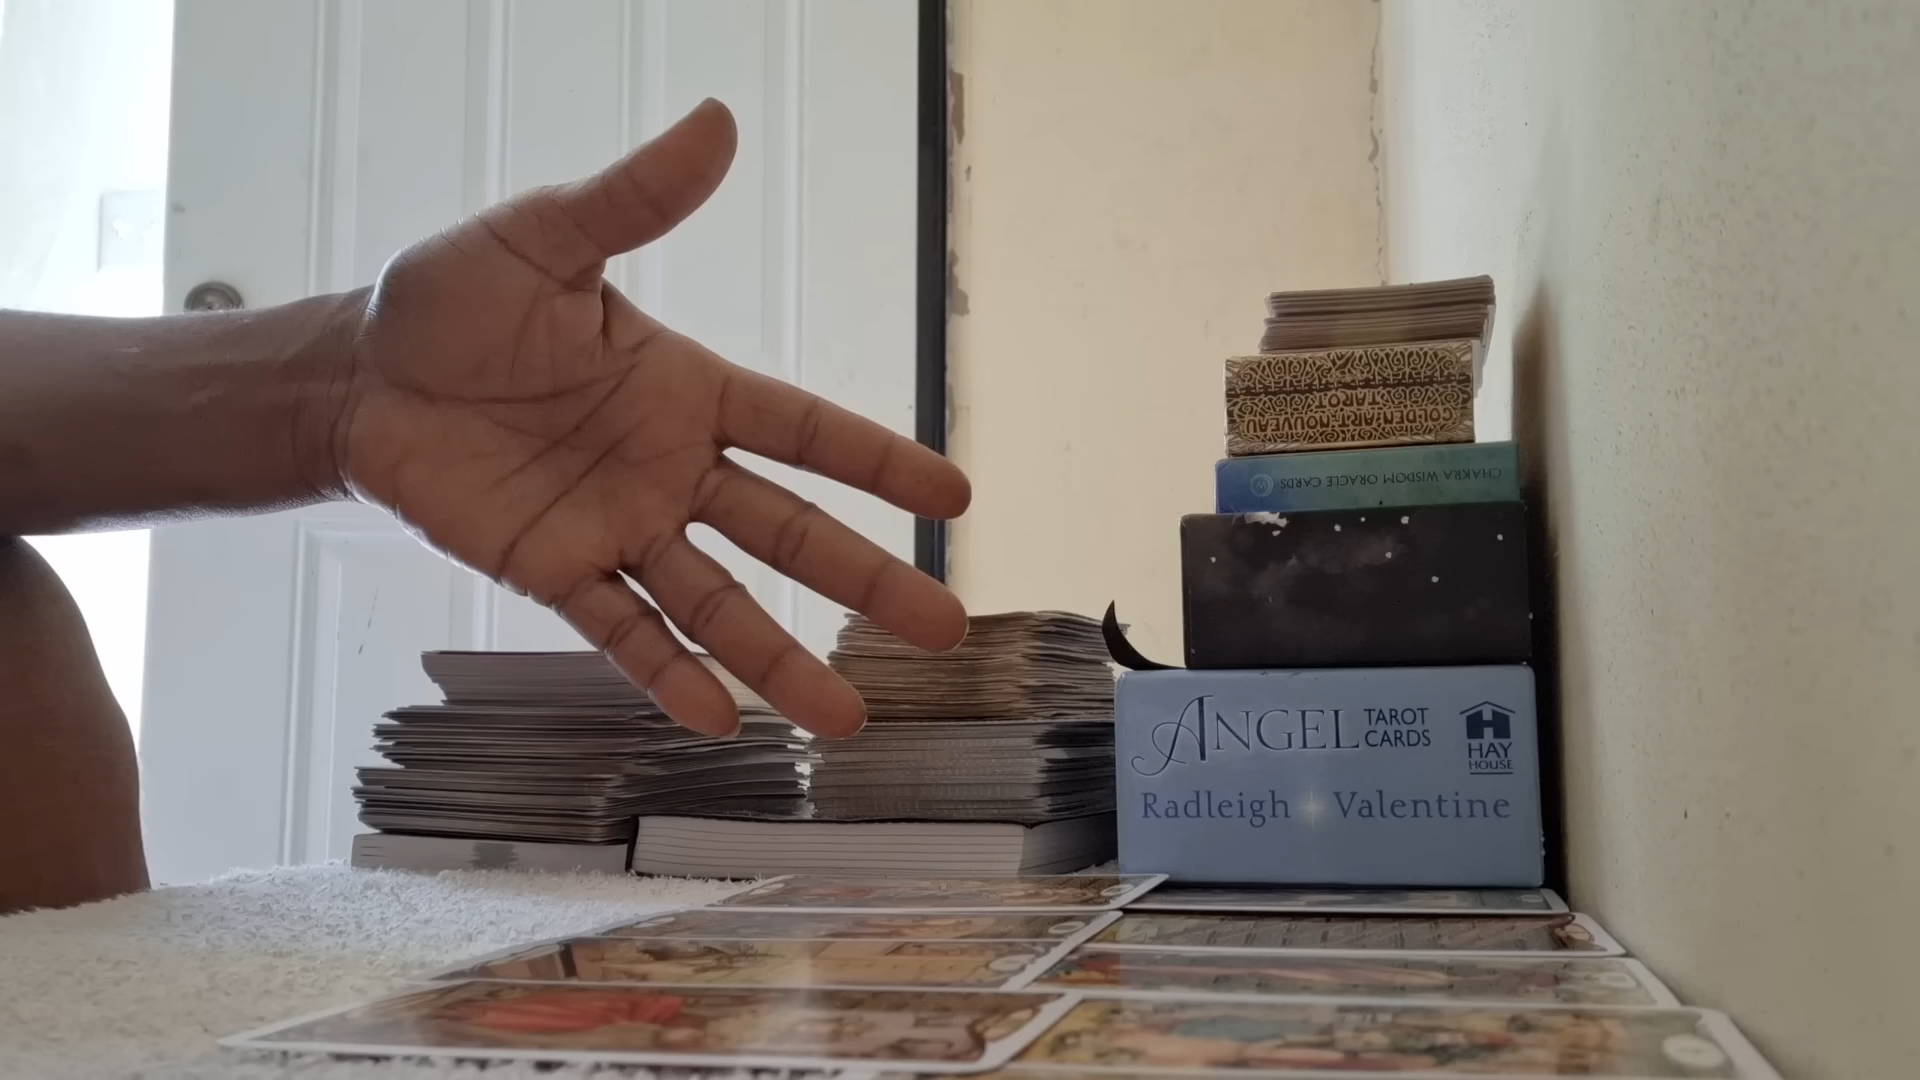 GOLDEN ART NOUVEAU
TAROT
CHAKRA WISDOM ORACLE CARDS
ANGEL TAROT
CARDS
HAY
HOUSE
Radleigh Valentine